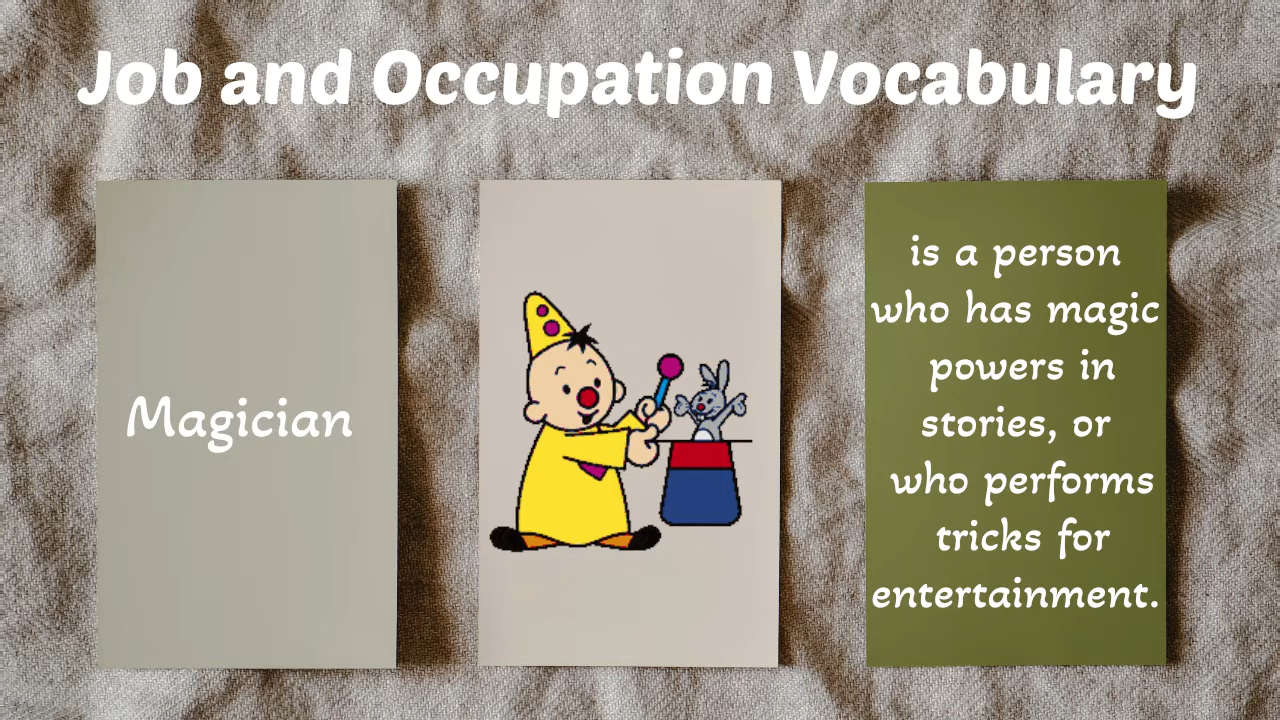 Job and Occupation Vocabulary
Magician
is a person
who has magic
powers in
stories, or
who performs
tricks for
entertainment.